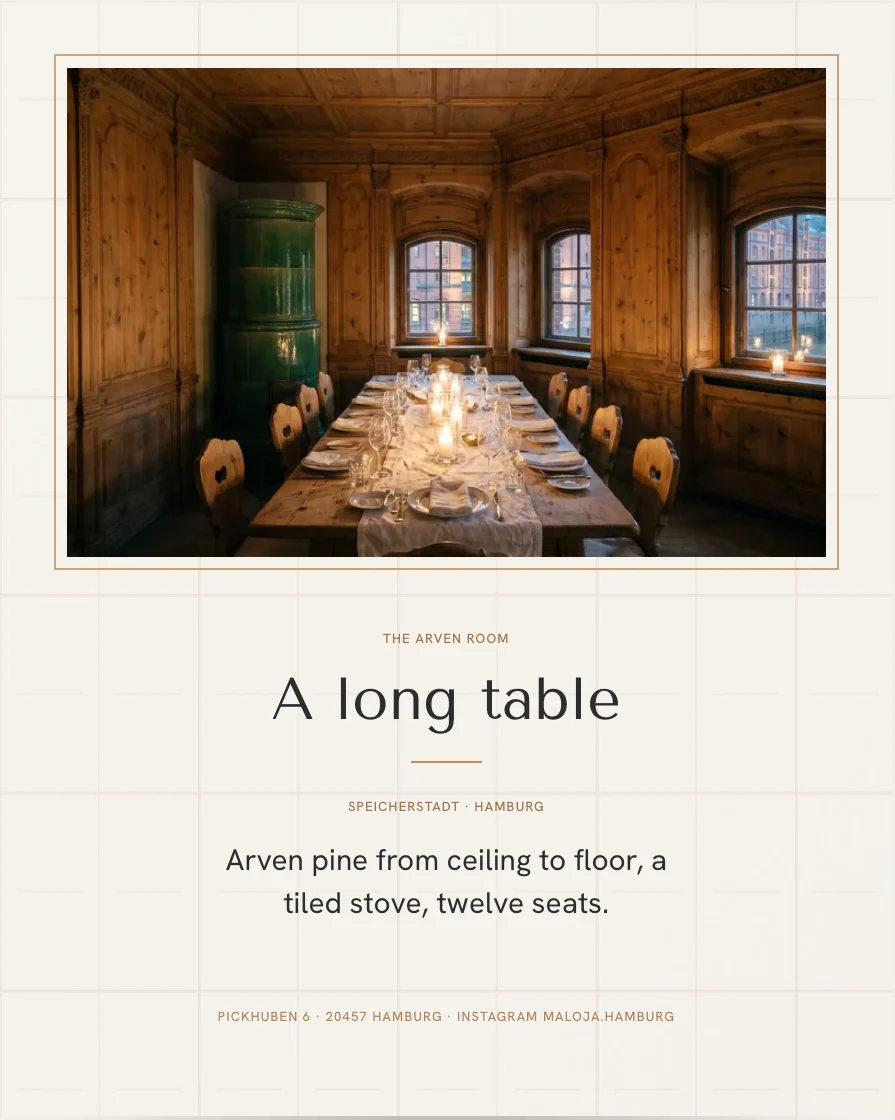 THE ARVEN ROOM
A long table
SPEICHERSTADT · HAMBURG
Arven pine from ceiling to floor, a
tiled stove, twelve seats.
PICKHUBEN 6 · 20457 HAMBURG · INSTAGRAM MALOJA.HAMBURG